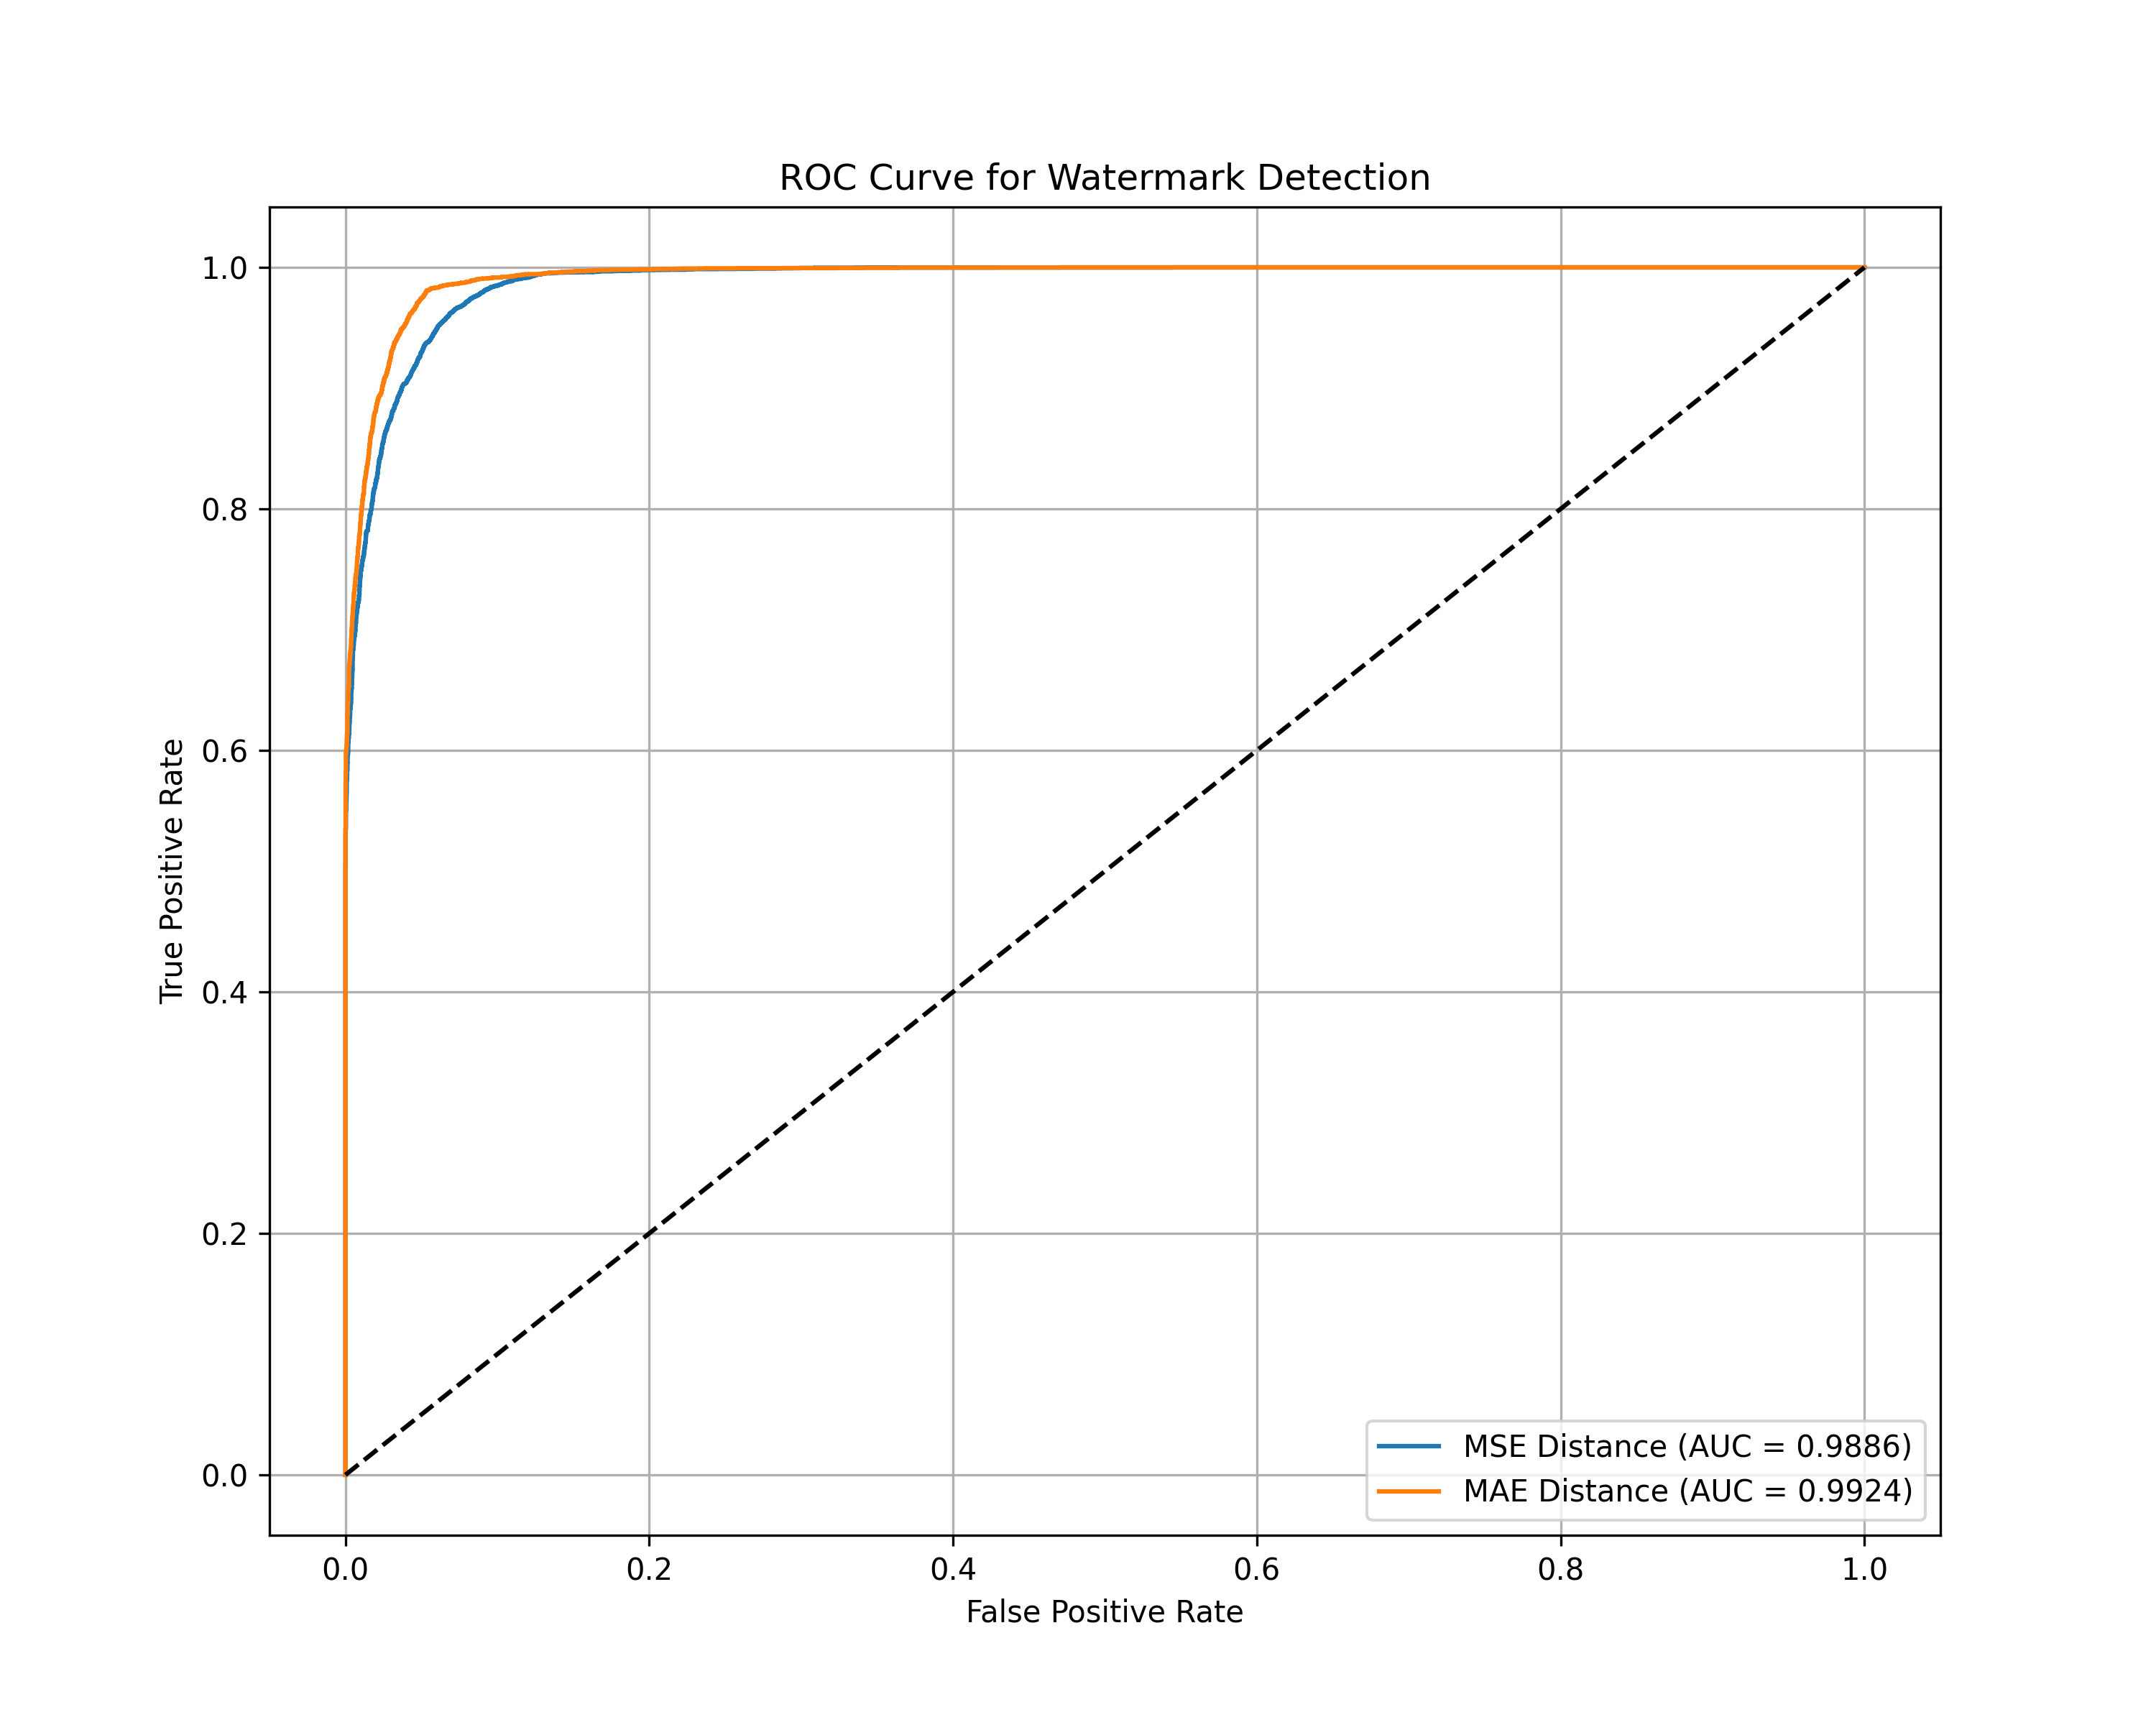 ROC Curve for Watermark Detection
True Positive Rate
1.0
0.8
0.6
0.4
0.2
0.0
0.0 0.2 0.4 0.6 0.8 1.0
False Positive Rate
MSE Distance (AUC = 0.9886)
MAE Distance (AUC = 0.9924)